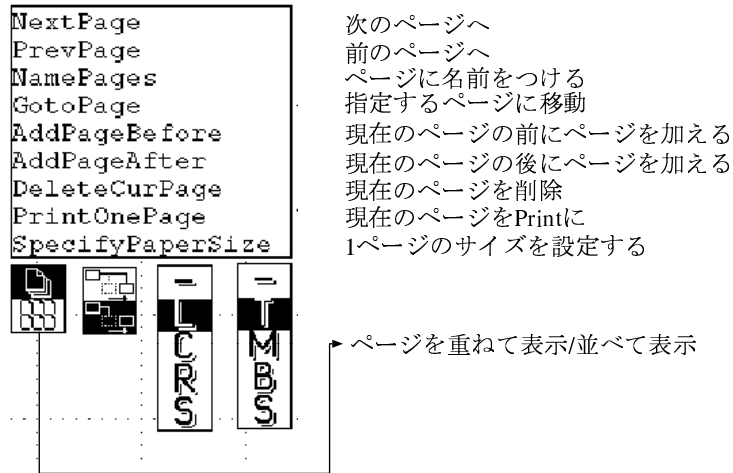 NextPage 次のページへ
PrevPage 前のページへ
NamePages ページに名前をつける
GotoPage 指定するページに移動
AddPageBefore 現在のページの前にページを加える
AddPageAfter 現在のページの後にページを加える
DeleteCurPage 現在のページを削除
PrintOnePage 現在のページをPrintに
SpecifyPaperSize 1ページのサイズを設定する
L T
C M
R B
S S
ページを重ねて表示/並べて表示